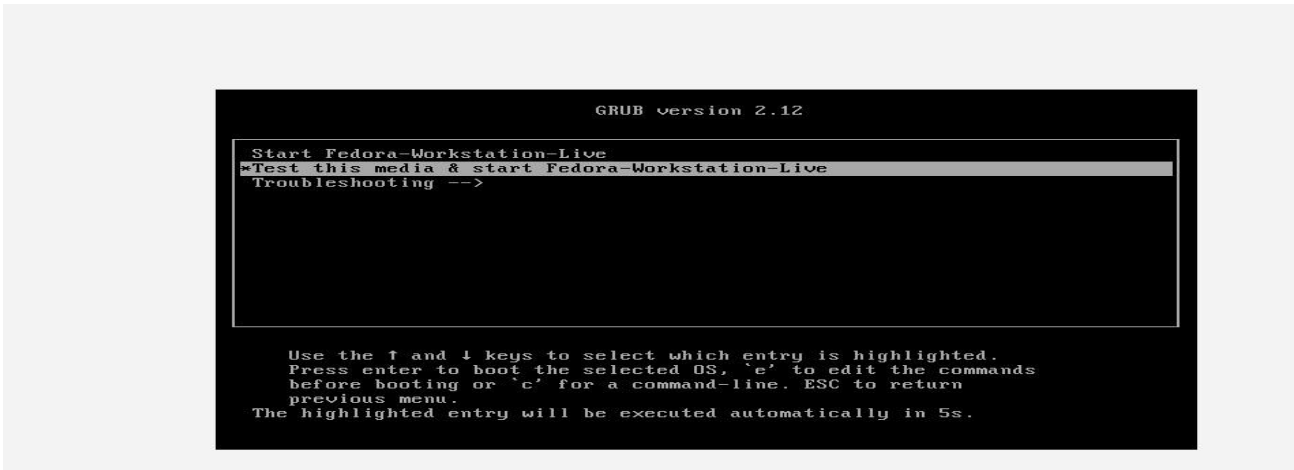 GRUB version 2.12
Start Fedora-Workstation-Live
*Test this media & start Fedora-Workstation-Live
Troubleshooting -->
Use the ↑ and ↓ keys to select which entry is highlighted.
Press enter to boot the selected OS, `e' to edit the commands
before booting or `c' for a command-line. ESC to return
previous menu.
The highlighted entry will be executed automatically in 5s.